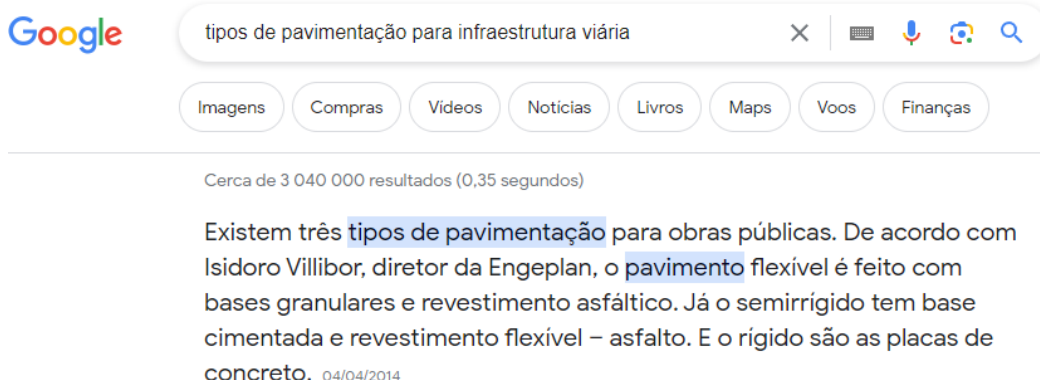 Google
tipos de pavimentação para infraestrutura viária
Imagens Compras Vídeos Notícias Livros Maps Voos Finanças
Cerca de 3 040 000 resultados (0,35 segundos)
Existem três tipos de pavimentação para obras públicas. De acordo com
Isidoro Villibor, diretor da Engeplan, o pavimento flexível é feito com
bases granulares e revestimento asfáltico. Já o semirrígido tem base
cimentada e revestimento flexível – asfalto. E o rígido são as placas de
concreto. 04/04/2014